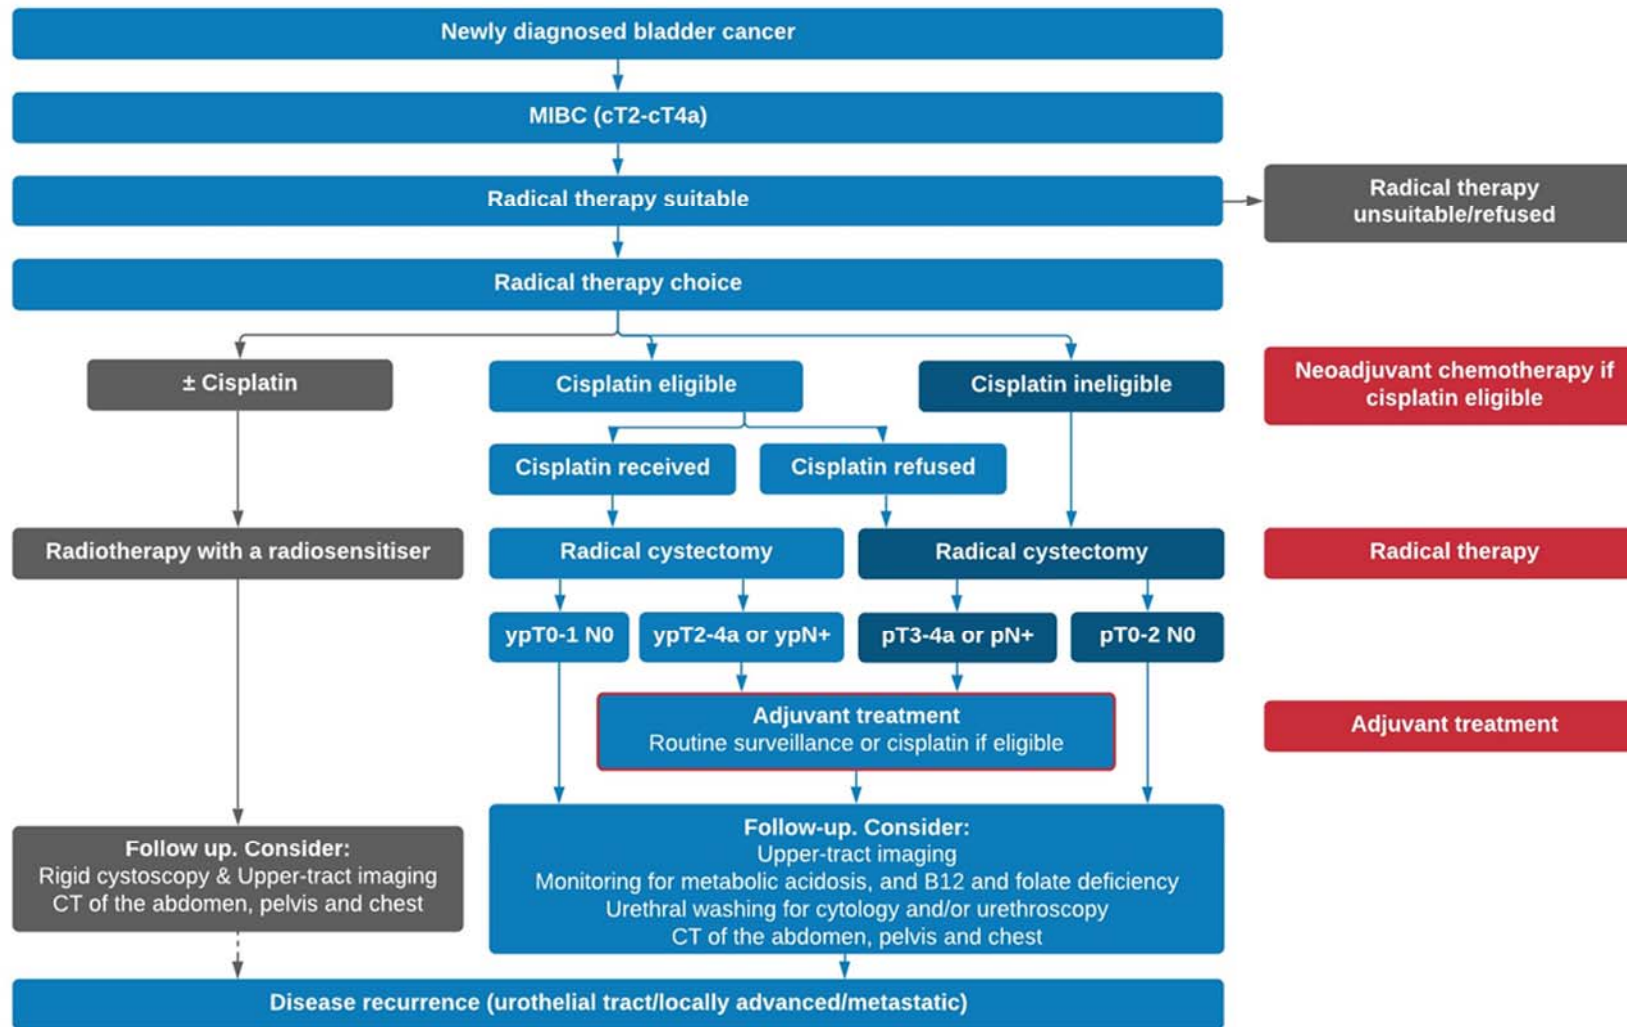 Newly diagnosed bladder cancer
MIBC (cT2-cT4a)
Radical therapy suitable
Radical therapy
unsuitable/refused
Radical therapy choice
± Cisplatin
Cisplatin eligible
Cisplatin ineligible
Neoadjuvant chemotherapy if
cisplatin eligible
Cisplatin received
Cisplatin refused
Radiotherapy with a radiosensitiser
Radical cystectomy
Radical cystectomy
Radical therapy
ypT0-1 N0
ypT2-4a or ypN+
pT3-4a or pN+
pT0-2 N0
Adjuvant treatment
Routine surveillance or cisplatin if eligible
Adjuvant treatment
Follow up. Consider:
Rigid cystoscopy & Upper-tract imaging
CT of the abdomen, pelvis and chest
Follow-up. Consider:
Upper-tract imaging
Monitoring for metabolic acidosis, and B12 and folate deficiency
Urethral washing for cytology and/or urethroscopy
CT of the abdomen, pelvis and chest
Disease recurrence (urothelial tract/locally advanced/metastatic)